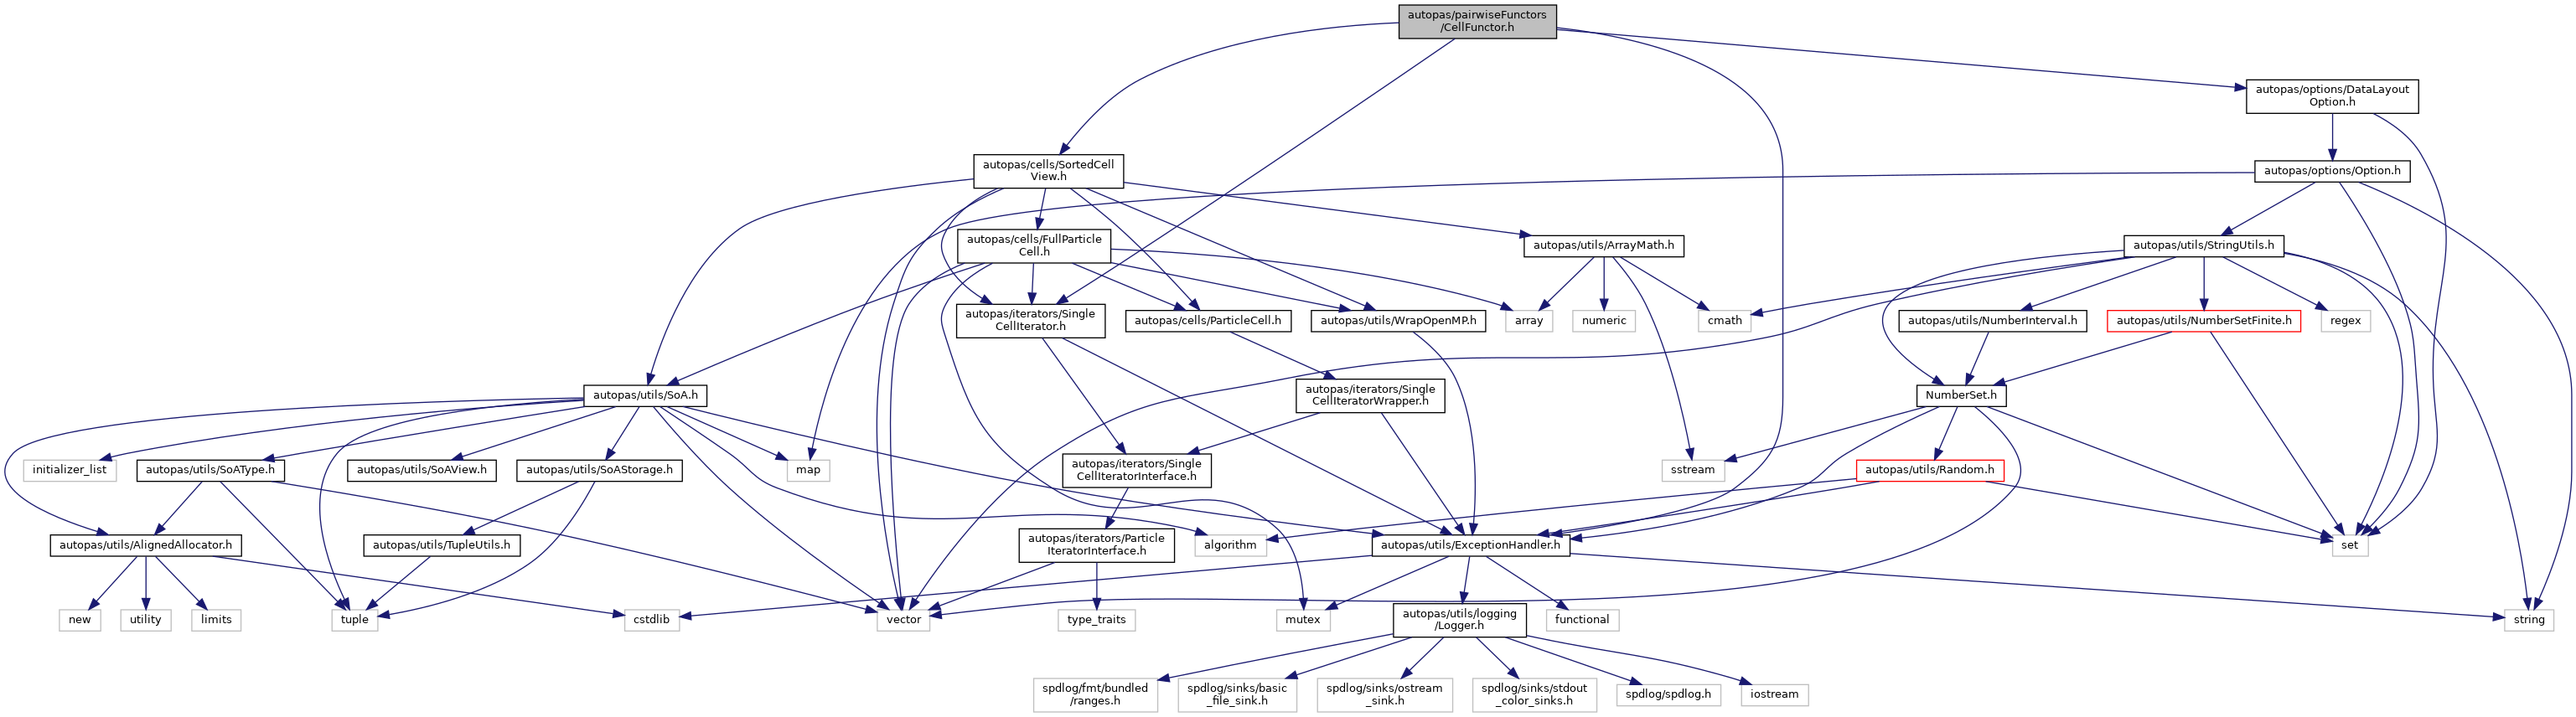 autopas/pairwiseFunctors
/CellFunctor.h
autopas/options/DataLayout
Option.h
autopas/cells/SortedCell
View.h
autopas/options/Option.h
autopas/cells/FullParticle
Cell.h
autopas/utils/ArrayMath.h
autopas/utils/StringUtils.h
autopas/iterators/Single
CellIterator.h
autopas/cells/ParticleCell.h
autopas/utils/WrapOpenMP.h
array
numeric
cmath
autopas/utils/NumberInterval.h
autopas/utils/NumberSetFinite.h
regex
autopas/utils/SoA.h
autopas/iterators/Single
CellIteratorWrapper.h
NumberSet.h
initializer_list
autopas/utils/SoAType.h
autopas/utils/SoAView.h
autopas/utils/SoAStorage.h
map
autopas/iterators/Single
CellIteratorInterface.h
sstream
autopas/utils/Random.h
autopas/utils/AlignedAllocator.h
autopas/utils/TupleUtils.h
autopas/iterators/Particle
IteratorInterface.h
algorithm
autopas/utils/ExceptionHandler.h
set
new
utility
limits
tuple
cstdlib
vector
type_traits
mutex
autopas/utils/logging
/Logger.h
functional
string
spdlog/fmt/bundled
/ranges.h
spdlog/sinks/basic
_file_sink.h
spdlog/sinks/ostream
_sink.h
spdlog/sinks/stdout
_color_sinks.h
spdlog/spdlog.h
iostream